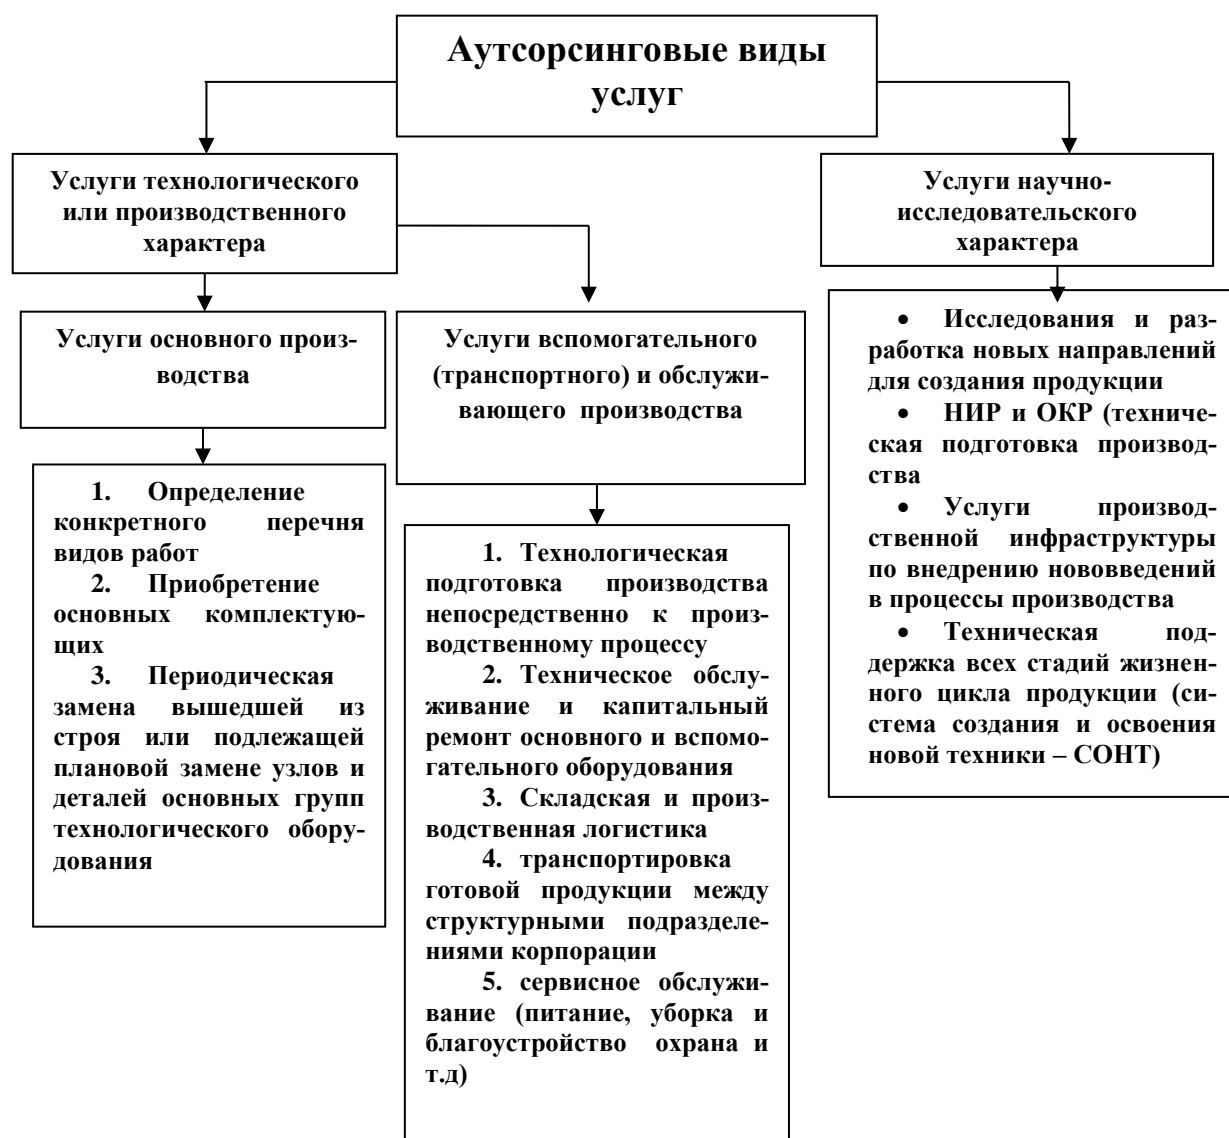 Аутсорсинговые виды
услуг
Услуги технологического
или производственного
характера
Услуги научно-
исследовательского
характера
Услуги основного произ-
водства
Услуги вспомогательного
(транспортного) и обслужи-
вающего производства
1. Определение
конкретного перечня
видов работ
2. Приобретение
основных комплектую-
щих
3. Периодическая
замена вышедшей из
строя или подлежащей
плановой замене узлов и
деталей основных групп
технологического обору-
дования
1. Технологическая
подготовка производства
непосредственно к произ-
водственному процессу
2. Техническое обслу-
живание и капитальный
ремонт основного и вспомо-
гательного оборудования
3. Складская и произ-
водственная логистика
4. транспортировка
готовой продукции между
структурными подразделе-
ниями корпорации
5. сервисное обслужи-
вание (питание, уборка и
благоустройство охрана и
т.д)
• Исследования и раз-
работка новых направлений
для создания продукции
• НИР и ОКР (техниче-
ская подготовка производ-
ства
• Услуги производ-
ственной инфраструктуры
по внедрению нововведений
в процессы производства
• Техническая под-
держка всех стадий жизнен-
ного цикла продукции (си-
стема создания и освоения
новой техники – СОНТ)